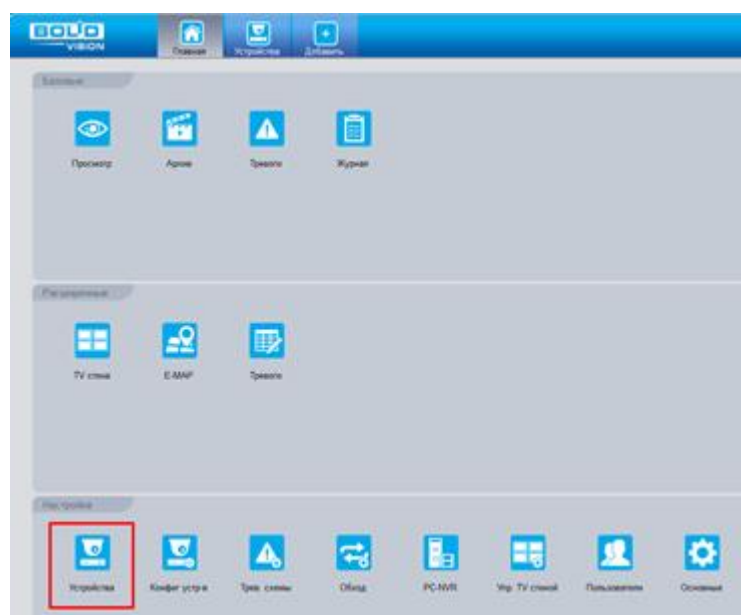 BOLID
VISION
Главная Устройства Добавить
Базовые
Просмотр Архив Тревоги Журнал
Расширенные
TV стена E-MAP Тревоги
Настройка
Устройства Конфиг устр-в Трев. схемы Обход PC-NVR Упр. TV стеной Пользователи Основные